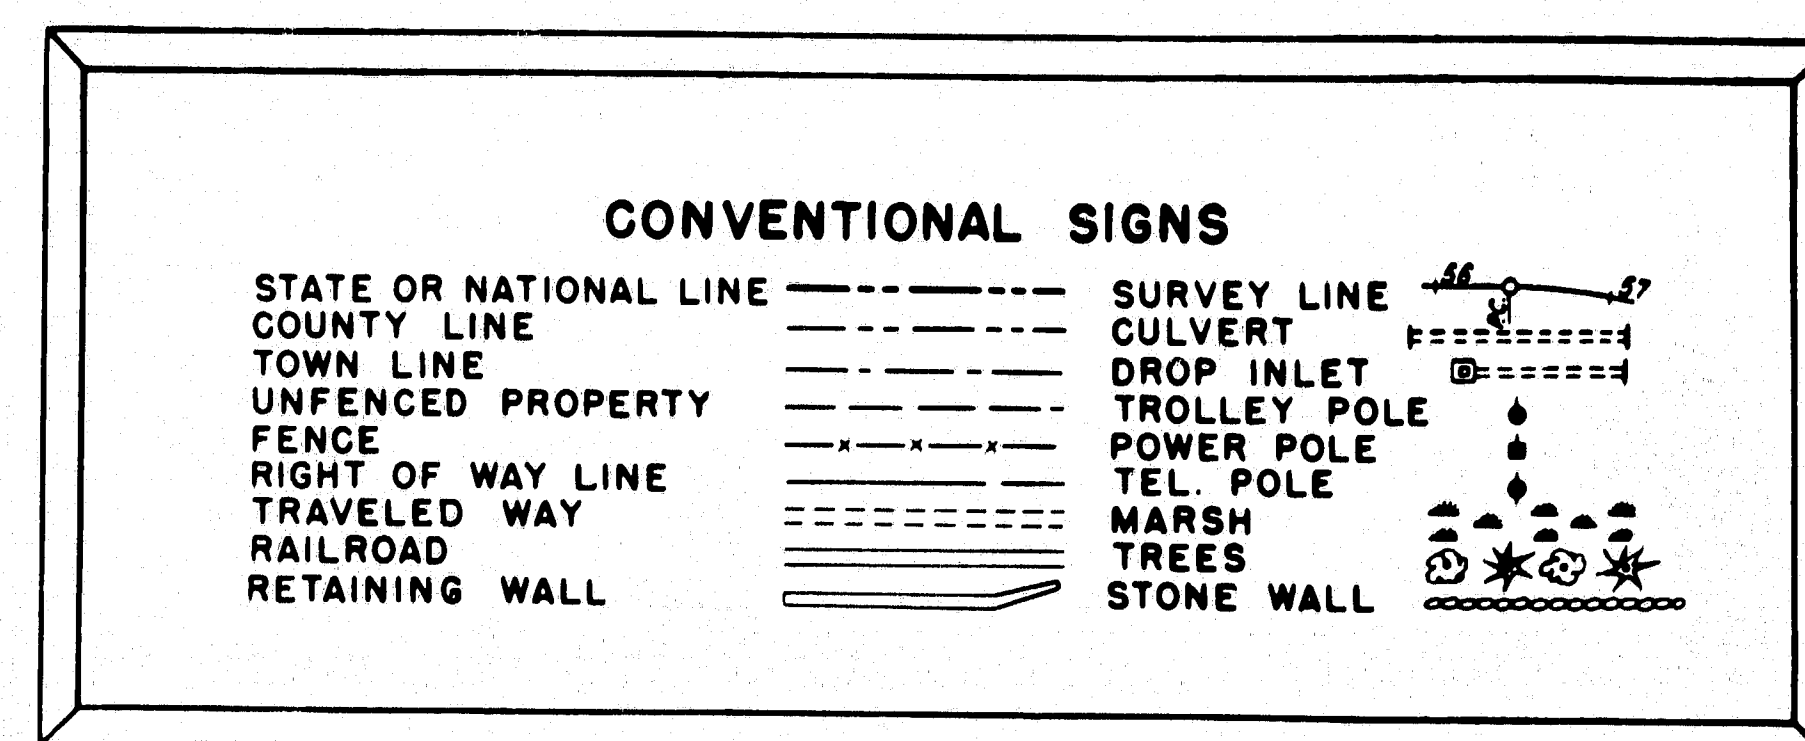 CONVENTIONAL SIGNS
STATE OR NATIONAL LINE
COUNTY LINE
TOWN LINE
UNFENCED PROPERTY
FENCE
RIGHT OF WAY LINE
TRAVELED WAY
RAILROAD
RETAINING WALL
SURVEY LINE 56 57
CULVERT
DROP INLET
TROLLEY POLE
POWER POLE
TEL. POLE
MARSH
TREES
STONE WALL